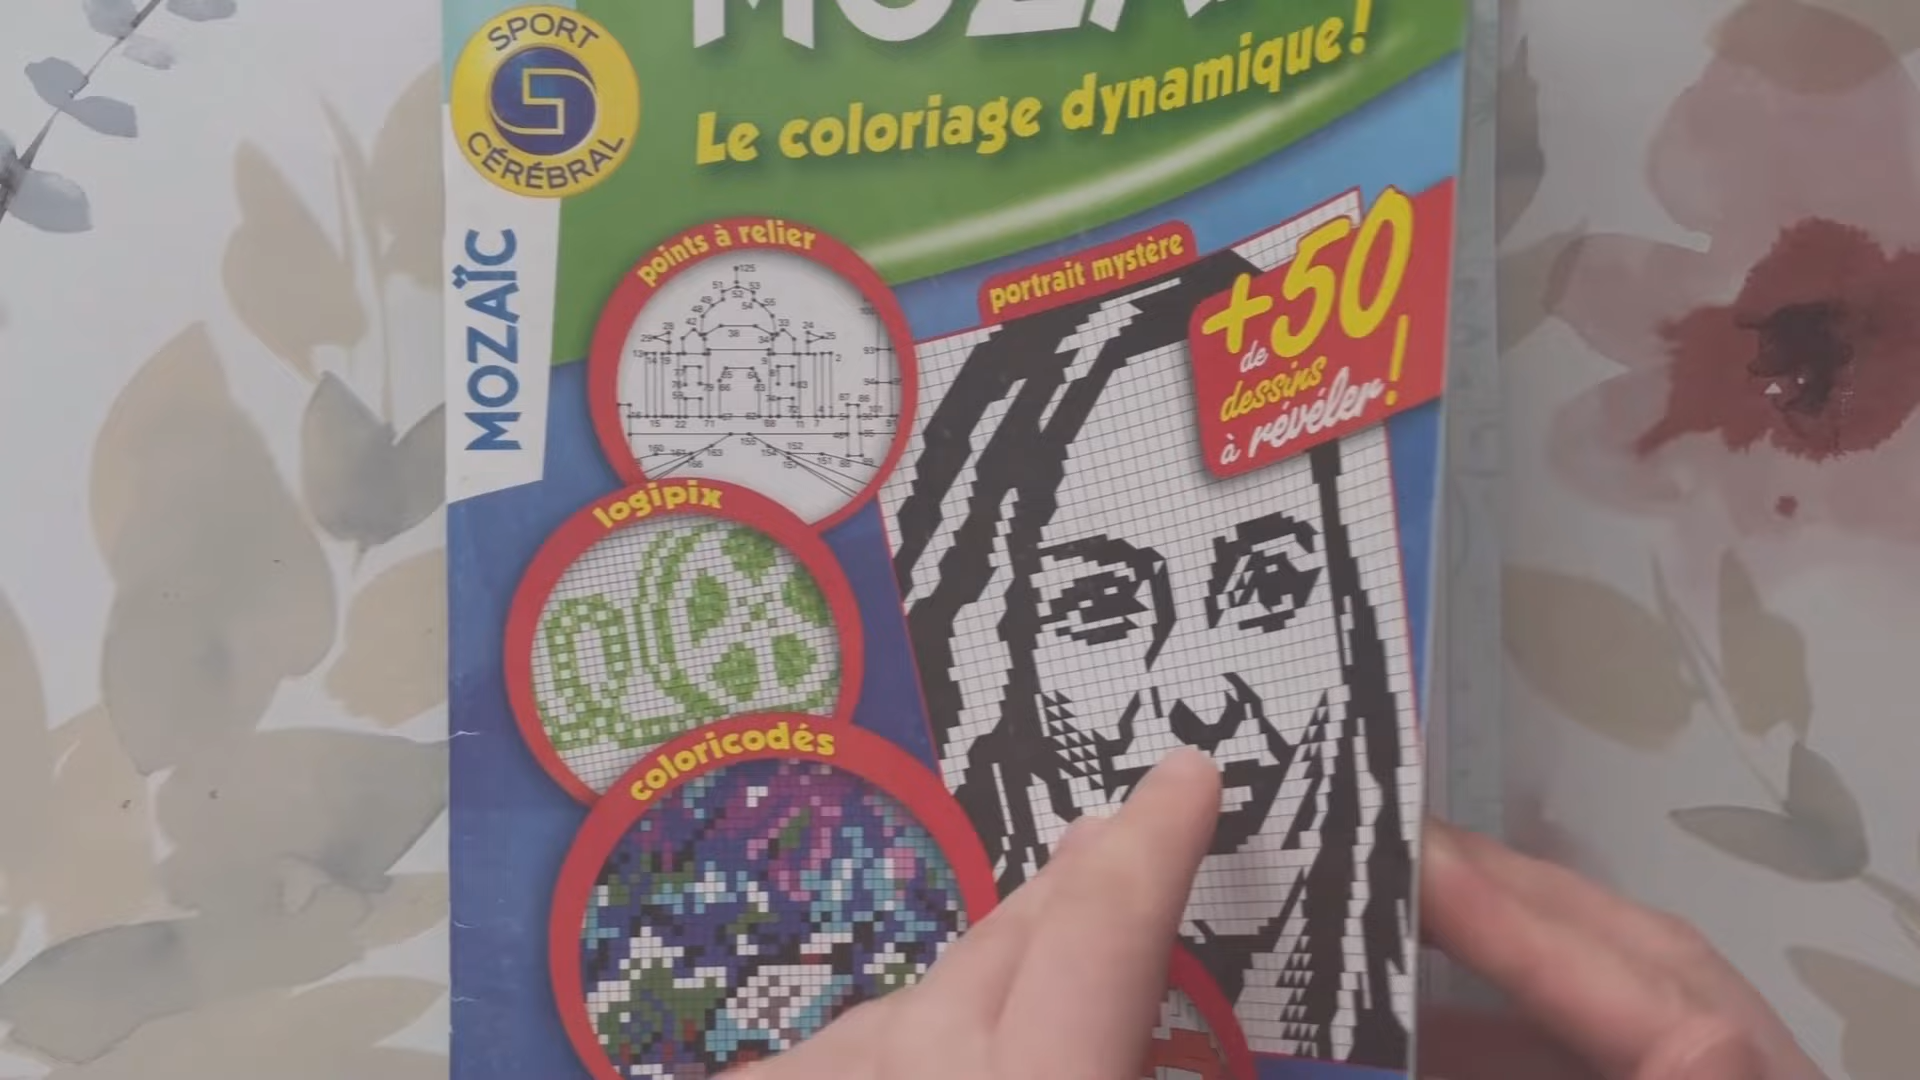 SPORT
CÉRÉBRAL
Le coloriage dynamique!
MOZAÏC
points à relier
portrait mystère
+50
de
dessins
à révéler!
logipix
coloricodés